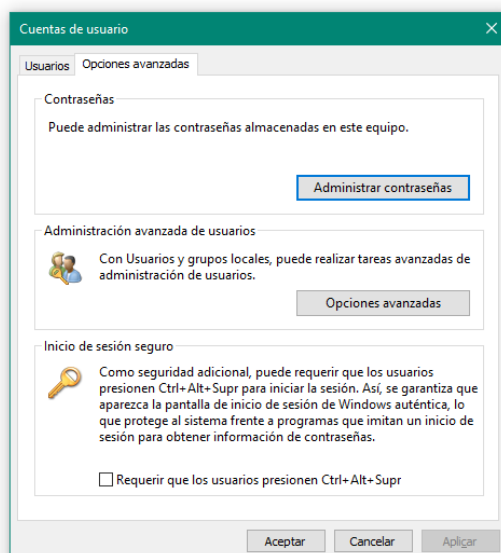 Cuentas de usuario
Usuarios
Opciones avanzadas
Contraseñas
Puede administrar las contraseñas almacenadas en este equipo.
Administrar contraseñas
Administración avanzada de usuarios
Con Usuarios y grupos locales, puede realizar tareas avanzadas de
administración de usuarios.
Opciones avanzadas
Inicio de sesión seguro
Como seguridad adicional, puede requerir que los usuarios
presionen Ctrl+Alt+Supr para iniciar la sesión. Así, se garantiza que
aparezca la pantalla de inicio de sesión de Windows auténtica, lo
que protege al sistema frente a programas que imitan un inicio de
sesión para obtener información de contraseñas.
Requerir que los usuarios presionen Ctrl+Alt+Supr
Aceptar
Cancelar
Aplicar